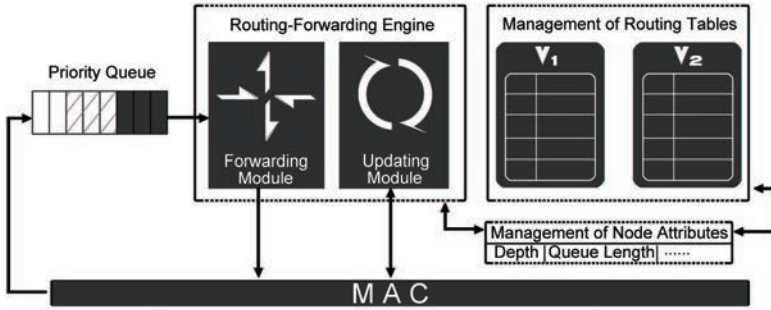 Routing-Forwarding Engine
Management of Routing Tables
Priority Queue
V1
V2
Forwarding
Module
Updating
Module
Management of Node Attributes
Depth |Queue Length| ......
MAC